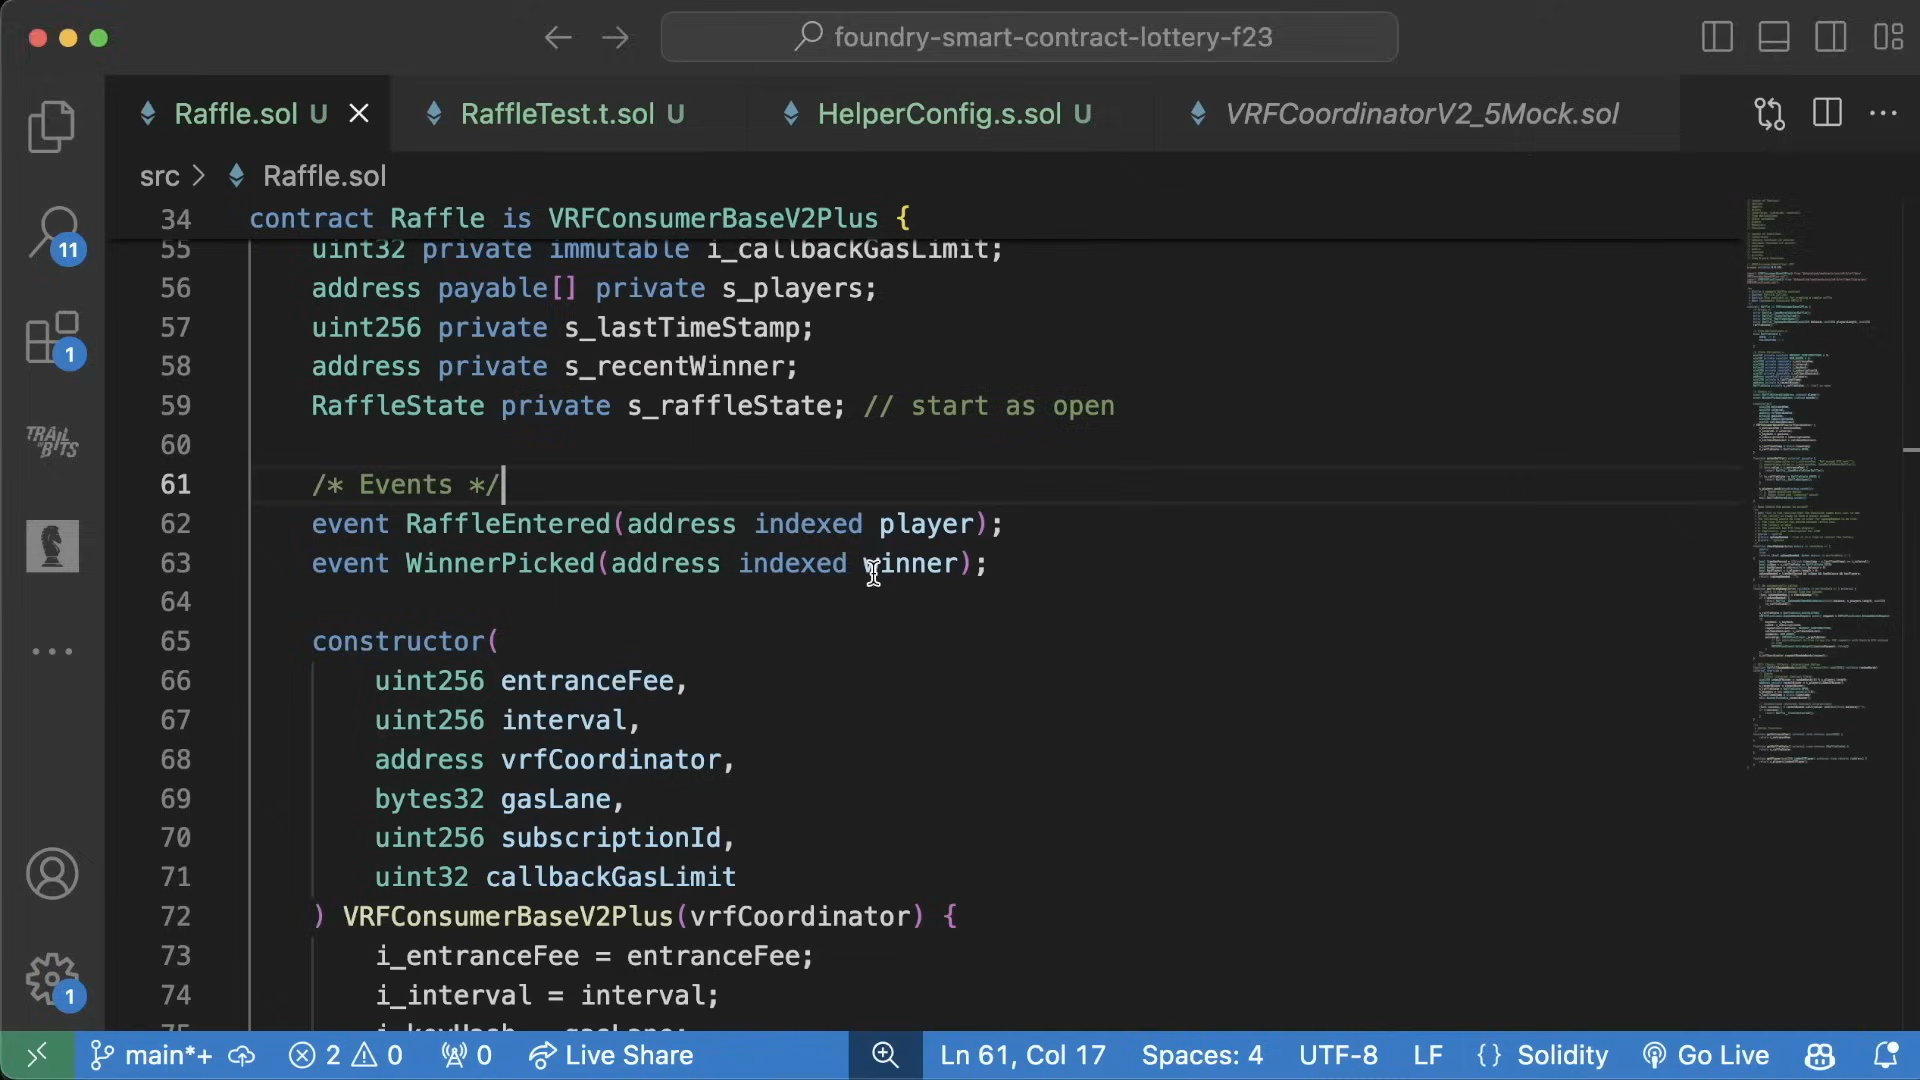 foundry-smart-contract-lottery-f23
Raffle.sol U
RaffleTest.t.sol U
HelperConfig.s.sol U
VRFCoordinatorV2_5Mock.sol
src > Raffle.sol
34 contract Raffle is VRFConsumerBaseV2Plus {
55 uint32 private immutable i_callbackGasLimit;
56 address payable[] private s_players;
57 uint256 private s_lastTimeStamp;
58 address private s_recentWinner;
59 RaffleState private s_raffleState; // start as open
60
61 /* Events */
62 event RaffleEntered(address indexed player);
63 event WinnerPicked(address indexed winner);
64
65 constructor(
66 uint256 entranceFee,
67 uint256 interval,
68 address vrfCoordinator,
69 bytes32 gasLane,
70 uint256 subscriptionId,
71 uint32 callbackGasLimit
72 ) VRFConsumerBaseV2Plus(vrfCoordinator) {
73 i_entranceFee = entranceFee;
74 i_interval = interval;
75 i_keyHash = gasLane;
11
1
TRAIL OF BITS
1
main*+ 2 0 0 Live Share Ln 61, Col 17 Spaces: 4 UTF-8 LF {} Solidity Go Live